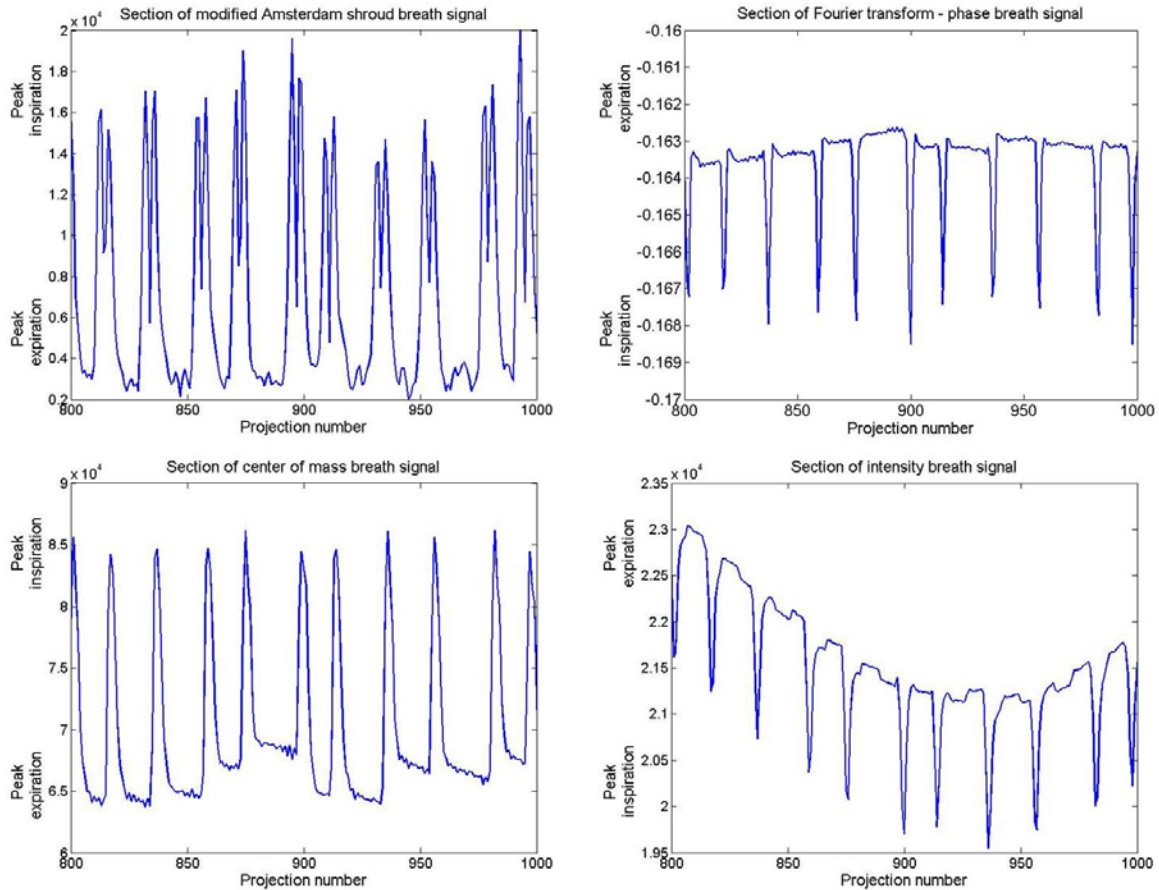 Section of modified Amsterdam shroud breath signal
x 10⁴
2
1.8
1.6
1.4
1.2
1
0.8
0.6
0.4
0.2
Peak
inspiration
Peak
expiration
800 850 900 950 1000
Projection number
Section of Fourier transform - phase breath signal
-0.16
-0.161
-0.162
-0.163
-0.164
-0.165
-0.166
-0.167
-0.168
-0.169
-0.17
Peak
expiration
Peak
inspiration
800 850 900 950 1000
Projection number
Section of center of mass breath signal
x 10⁴
9
8.5
8
7.5
7
6.5
6
Peak
inspiration
Peak
expiration
800 850 900 950 1000
Projection number
Section of intensity breath signal
x 10⁴
2.35
2.3
2.25
2.2
2.15
2.1
2.05
2
1.95
Peak
expiration
Peak
inspiration
800 850 900 950 1000
Projection number